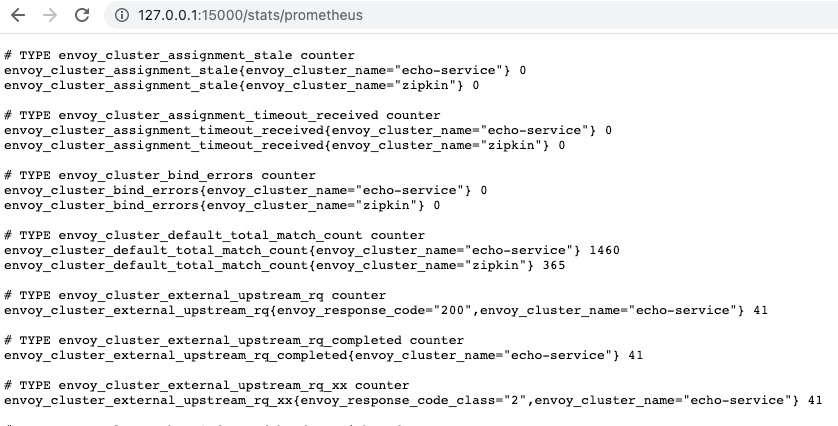 127.0.0.1:15000/stats/prometheus
# TYPE envoy_cluster_assignment_stale counter
envoy_cluster_assignment_stale{envoy_cluster_name="echo-service"} 0
envoy_cluster_assignment_stale{envoy_cluster_name="zipkin"} 0
# TYPE envoy_cluster_assignment_timeout_received counter
envoy_cluster_assignment_timeout_received{envoy_cluster_name="echo-service"} 0
envoy_cluster_assignment_timeout_received{envoy_cluster_name="zipkin"} 0
# TYPE envoy_cluster_bind_errors counter
envoy_cluster_bind_errors{envoy_cluster_name="echo-service"} 0
envoy_cluster_bind_errors{envoy_cluster_name="zipkin"} 0
# TYPE envoy_cluster_default_total_match_count counter
envoy_cluster_default_total_match_count{envoy_cluster_name="echo-service"} 1460
envoy_cluster_default_total_match_count{envoy_cluster_name="zipkin"} 365
# TYPE envoy_cluster_external_upstream_rq counter
envoy_cluster_external_upstream_rq{envoy_response_code="200",envoy_cluster_name="echo-service"} 41
# TYPE envoy_cluster_external_upstream_rq_completed counter
envoy_cluster_external_upstream_rq_completed{envoy_cluster_name="echo-service"} 41
# TYPE envoy_cluster_external_upstream_rq_xx counter
envoy_cluster_external_upstream_rq_xx{envoy_response_code_class="2",envoy_cluster_name="echo-service"} 41